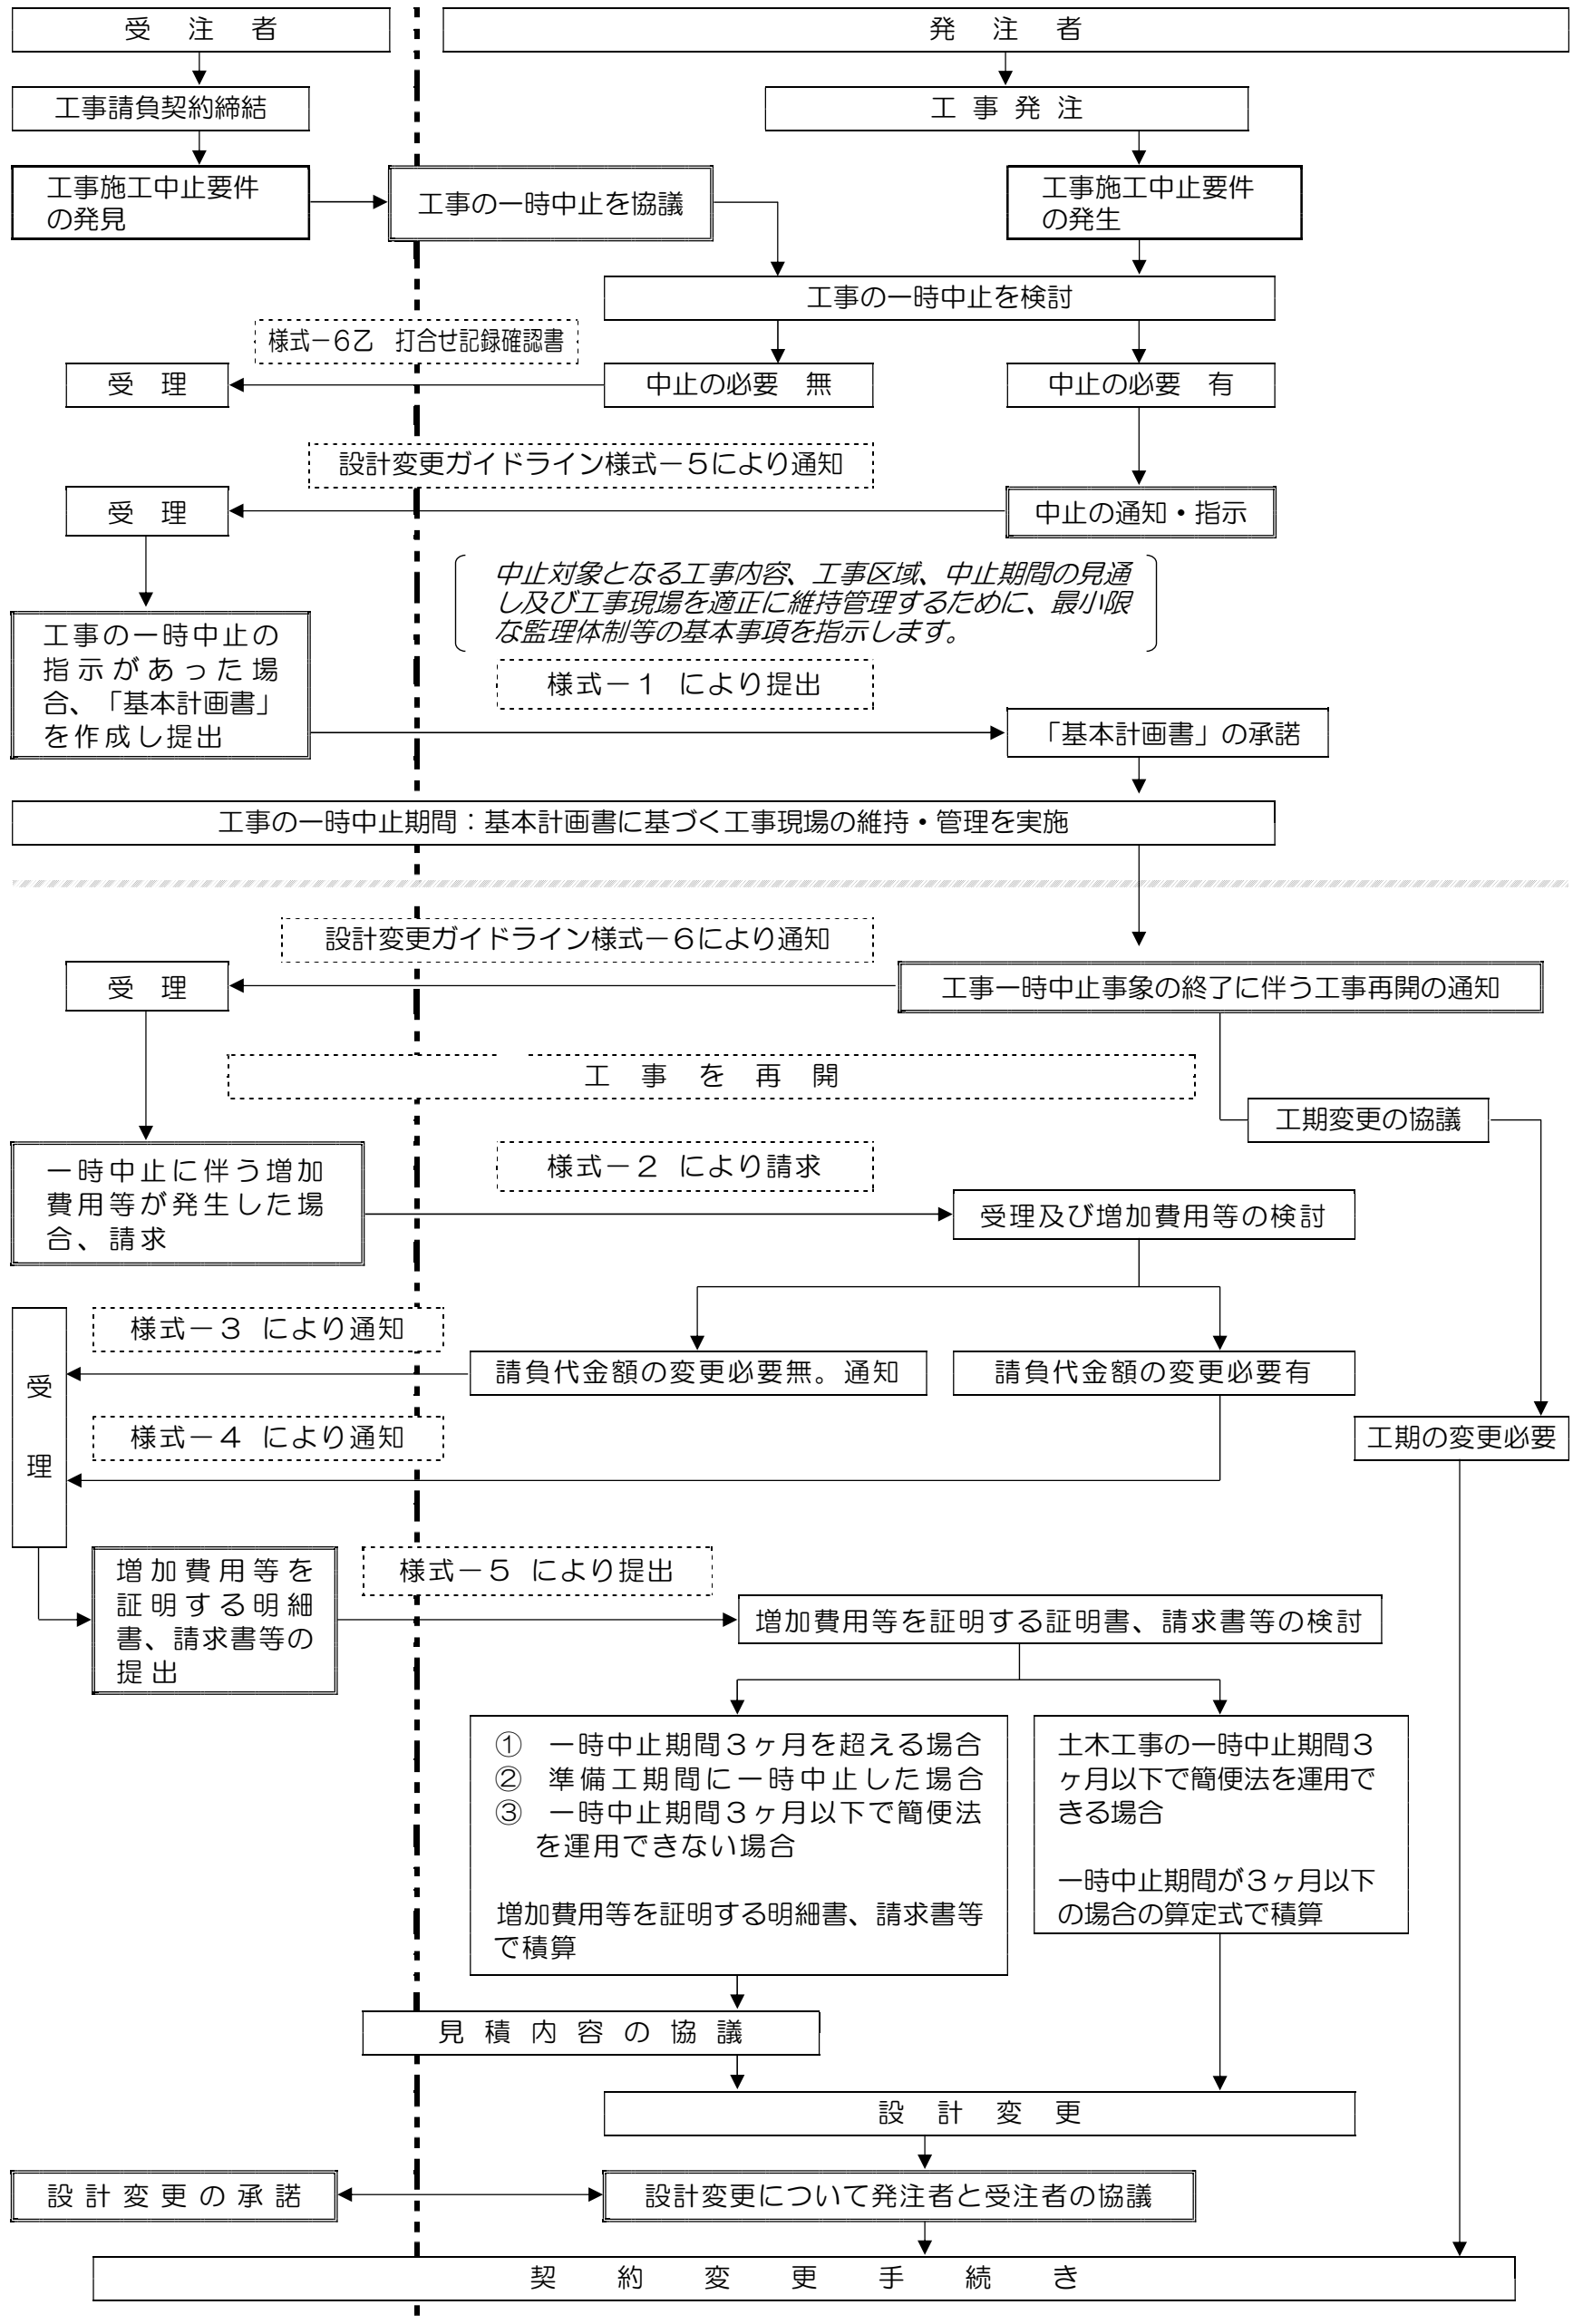 受注者
発注者
工事請負契約締結
工事発注
工事施工中止要件
の発見
工事の一時中止を協議
工事施工中止要件
の発生
工事の一時中止を検討
様式－6乙　打合せ記録確認書
受　理
中止の必要　無
中止の必要　有
設計変更ガイドライン様式－５により通知
受　理
中止の通知・指示
中止対象となる工事内容、工事区域、中止期間の見通
し及び工事現場を適正に維持管理するために、最小限
な監理体制等の基本事項を指示します。
工事の一時中止の
指示があった場
合、「基本計画書」
を作成し提出
様式－１ により提出
「基本計画書」の承諾
工事の一時中止期間：基本計画書に基づく工事現場の維持・管理を実施
設計変更ガイドライン様式－６により通知
受　理
工事一時中止事象の終了に伴う工事再開の通知
工　事　を　再　開
工期変更の協議
一時中止に伴う増加
費用等が発生した場
合、請求
様式－２ により請求
受理及び増加費用等の検討
様式－３ により通知
請負代金額の変更必要無。通知
請負代金額の変更必要有
受理
様式－４ により通知
工期の変更必要
増加費用等を
証明する明細
書、請求書等の
提出
様式－５ により提出
増加費用等を証明する証明書、請求書等の検討
①　一時中止期間３ヶ月を超える場合
②　準備工期間に一時中止した場合
③　一時中止期間３ヶ月以下で簡便法
を運用できない場合
増加費用等を証明する明細書、請求書等
で積算
土木工事の一時中止期間３
ヶ月以下で簡便法を運用で
きる場合
一時中止期間が３ヶ月以下
の場合の算定式で積算
見積内容の協議
設計変更
設計変更の承諾
設計変更について発注者と受注者の協議
契約変更手続き